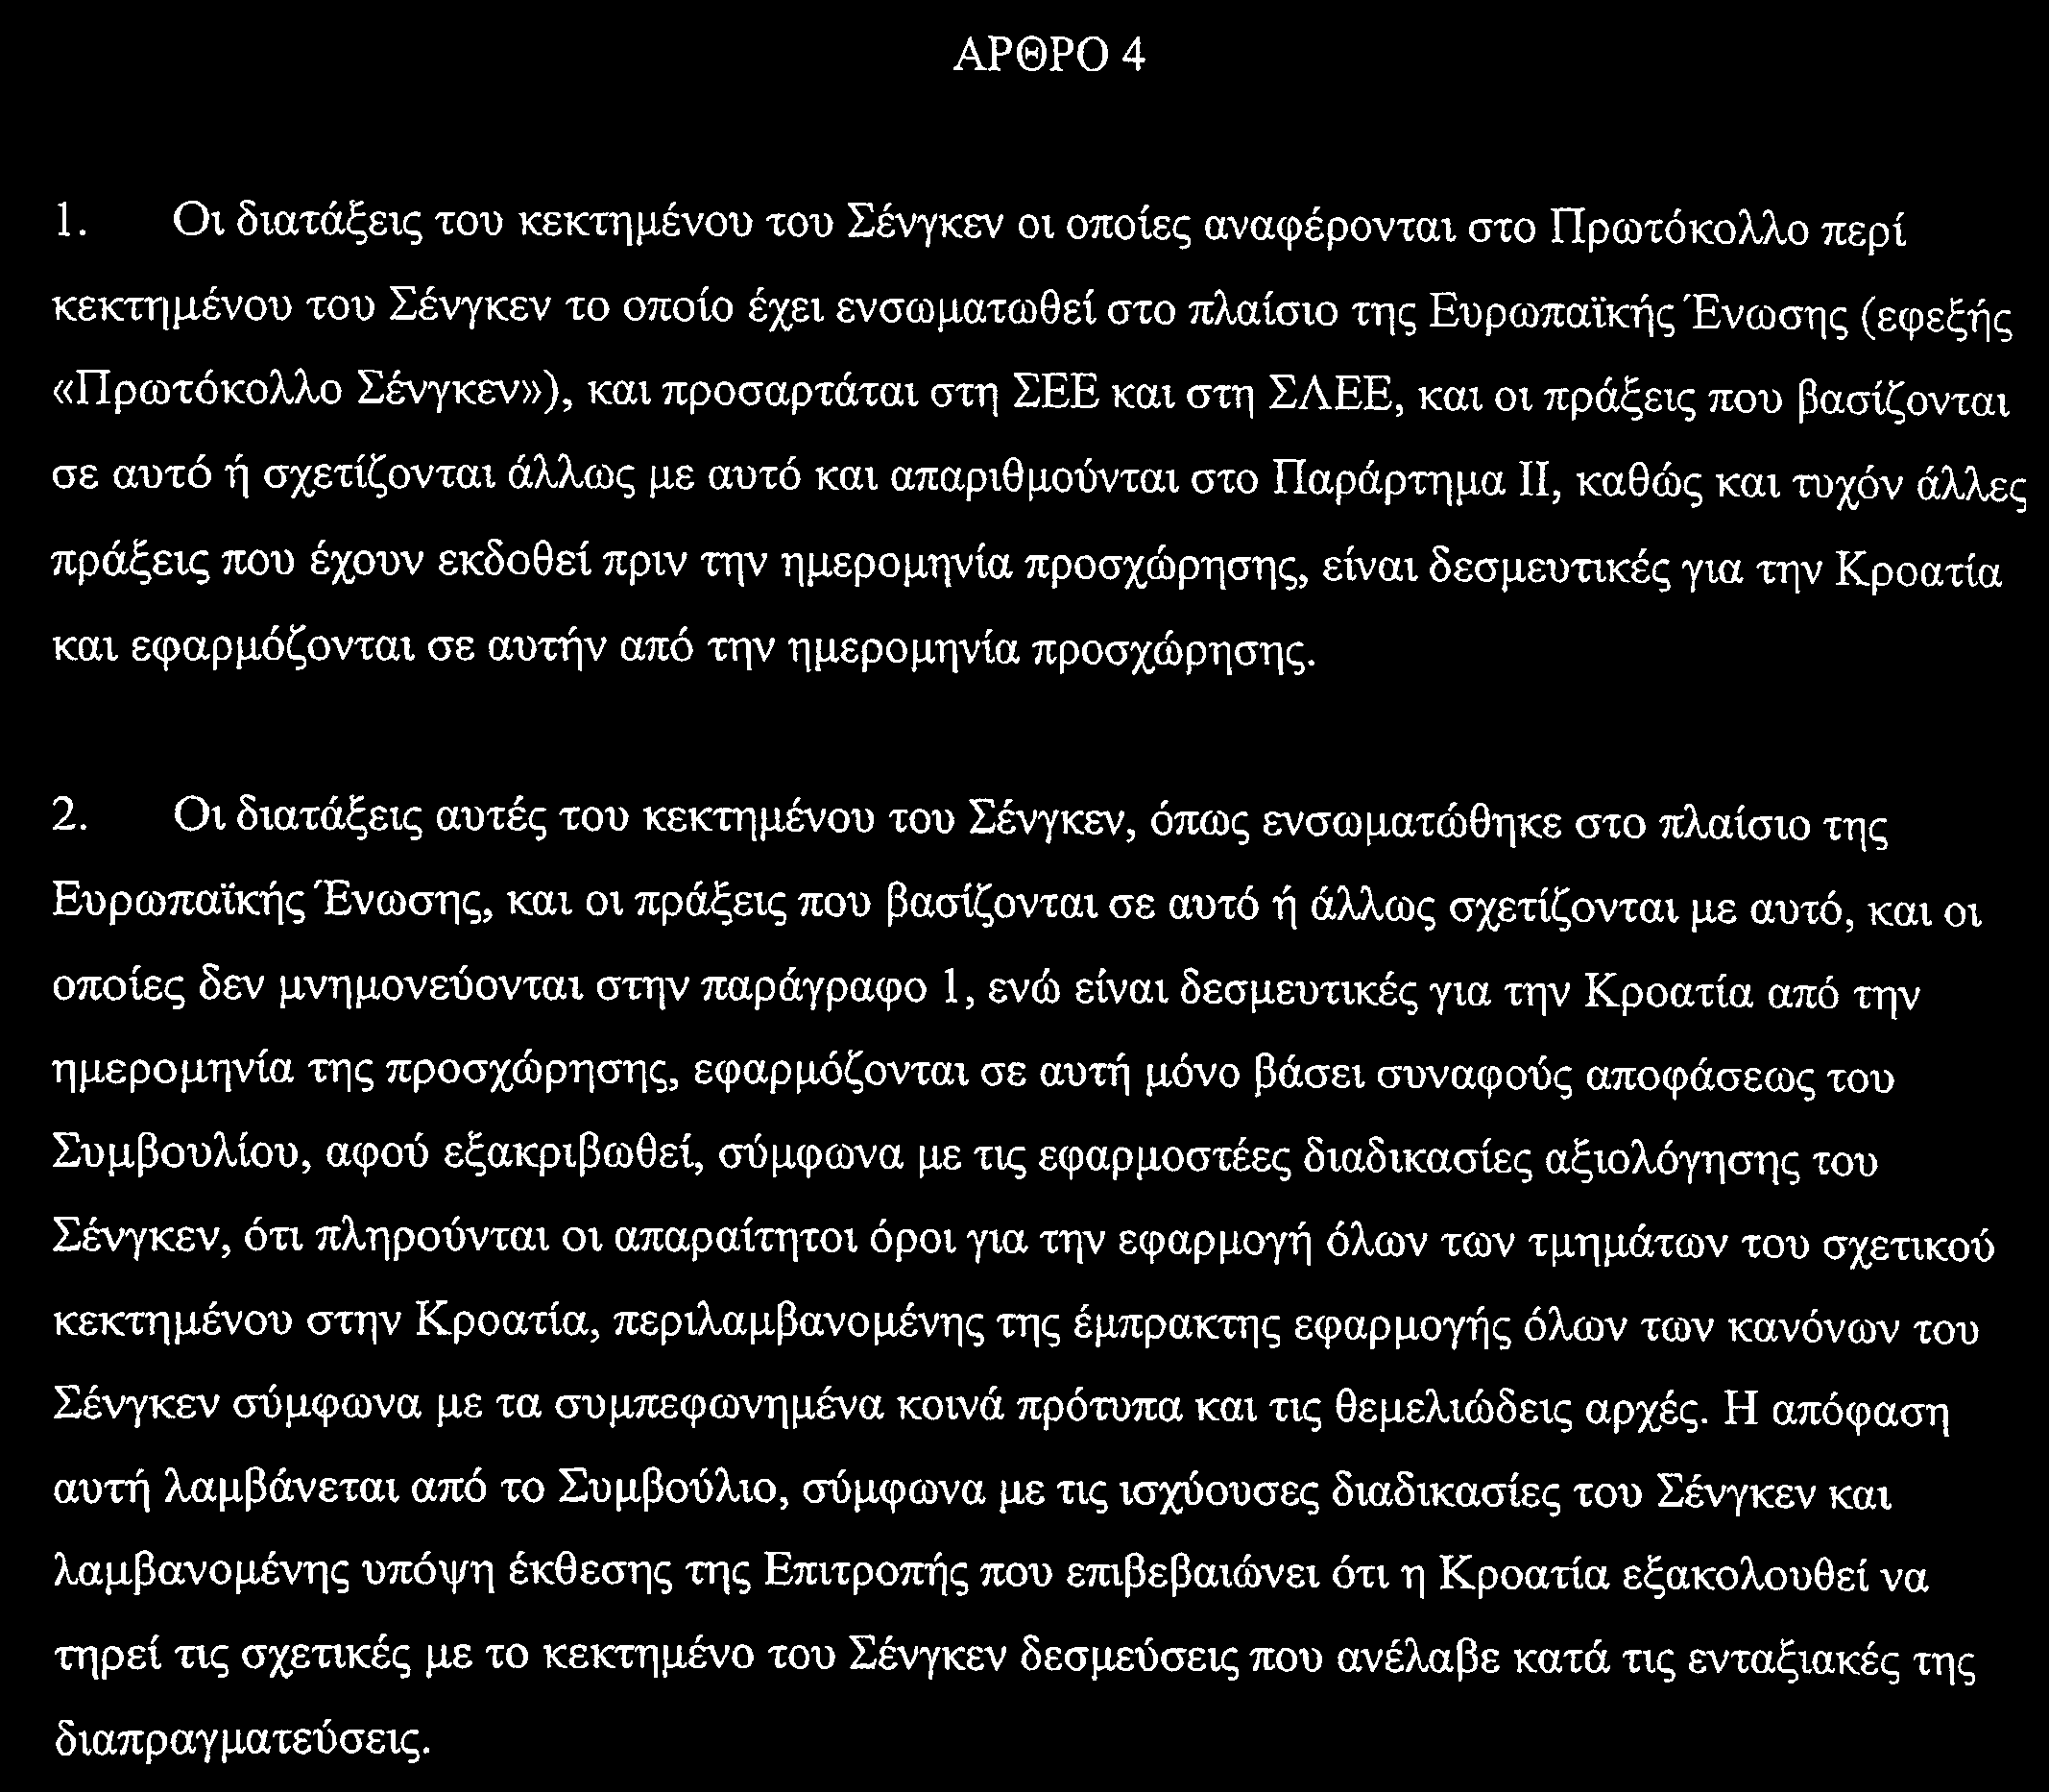 ΑΡΘΡΟ 4
1. Οι διατάξεις του κεκτημένου του Σένγκεν οι οποίες αναφέρονται στο Πρωτόκολλο περί
κεκτημένου του Σένγκεν το οποίο έχει ενσωματωθεί στο πλαίσιο της Ευρωπαϊκής Ένωσης (εφεξής
«Πρωτόκολλο Σένγκεν»), και προσαρτάται στη ΣΕΕ και στη ΣΛΕΕ, και οι πράξεις που βασίζονται
σε αυτό ή σχετίζονται άλλως με αυτό και απαριθμούνται στο Παράρτημα II, καθώς και τυχόν άλλες
πράξεις που έχουν εκδοθεί πριν την ημερομηνία προσχώρησης, είναι δεσμευτικές για την Κροατία
και εφαρμόζονται σε αυτήν από την ημερομηνία προσχώρησης.
2. Οι διατάξεις αυτές του κεκτημένου του Σένγκεν, όπως ενσωματώθηκε στο πλαίσιο της
Ευρωπαϊκής Ένωσης, και οι πράξεις που βασίζονται σε αυτό ή άλλως σχετίζονται με αυτό, και οι
οποίες δεν μνημονεύονται στην παράγραφο 1, ενώ είναι δεσμευτικές για την Κροατία από την
ημερομηνία της προσχώρησης, εφαρμόζονται σε αυτή μόνο βάσει συναφούς αποφάσεως του
Συμβουλίου, αφού εξακριβωθεί, σύμφωνα με τις εφαρμοστέες διαδικασίες αξιολόγησης του
Σένγκεν, ότι πληρούνται οι απαραίτητοι όροι για την εφαρμογή όλων των τμημάτων του σχετικού
κεκτημένου στην Κροατία, περιλαμβανομένης της έμπρακτης εφαρμογής όλων των κανόνων του
Σένγκεν σύμφωνα με τα συμπεφωνημένα κοινά πρότυπα και τις θεμελιώδεις αρχές. Η απόφαση
αυτή λαμβάνεται από το Συμβούλιο, σύμφωνα με τις ισχύουσες διαδικασίες του Σένγκεν και
λαμβανομένης υπόψη έκθεσης της Επιτροπής που επιβεβαιώνει ότι η Κροατία εξακολουθεί να
τηρεί τις σχετικές με το κεκτημένο του Σένγκεν δεσμεύσεις που ανέλαβε κατά τις ενταξιακές της
διαπραγματεύσεις.